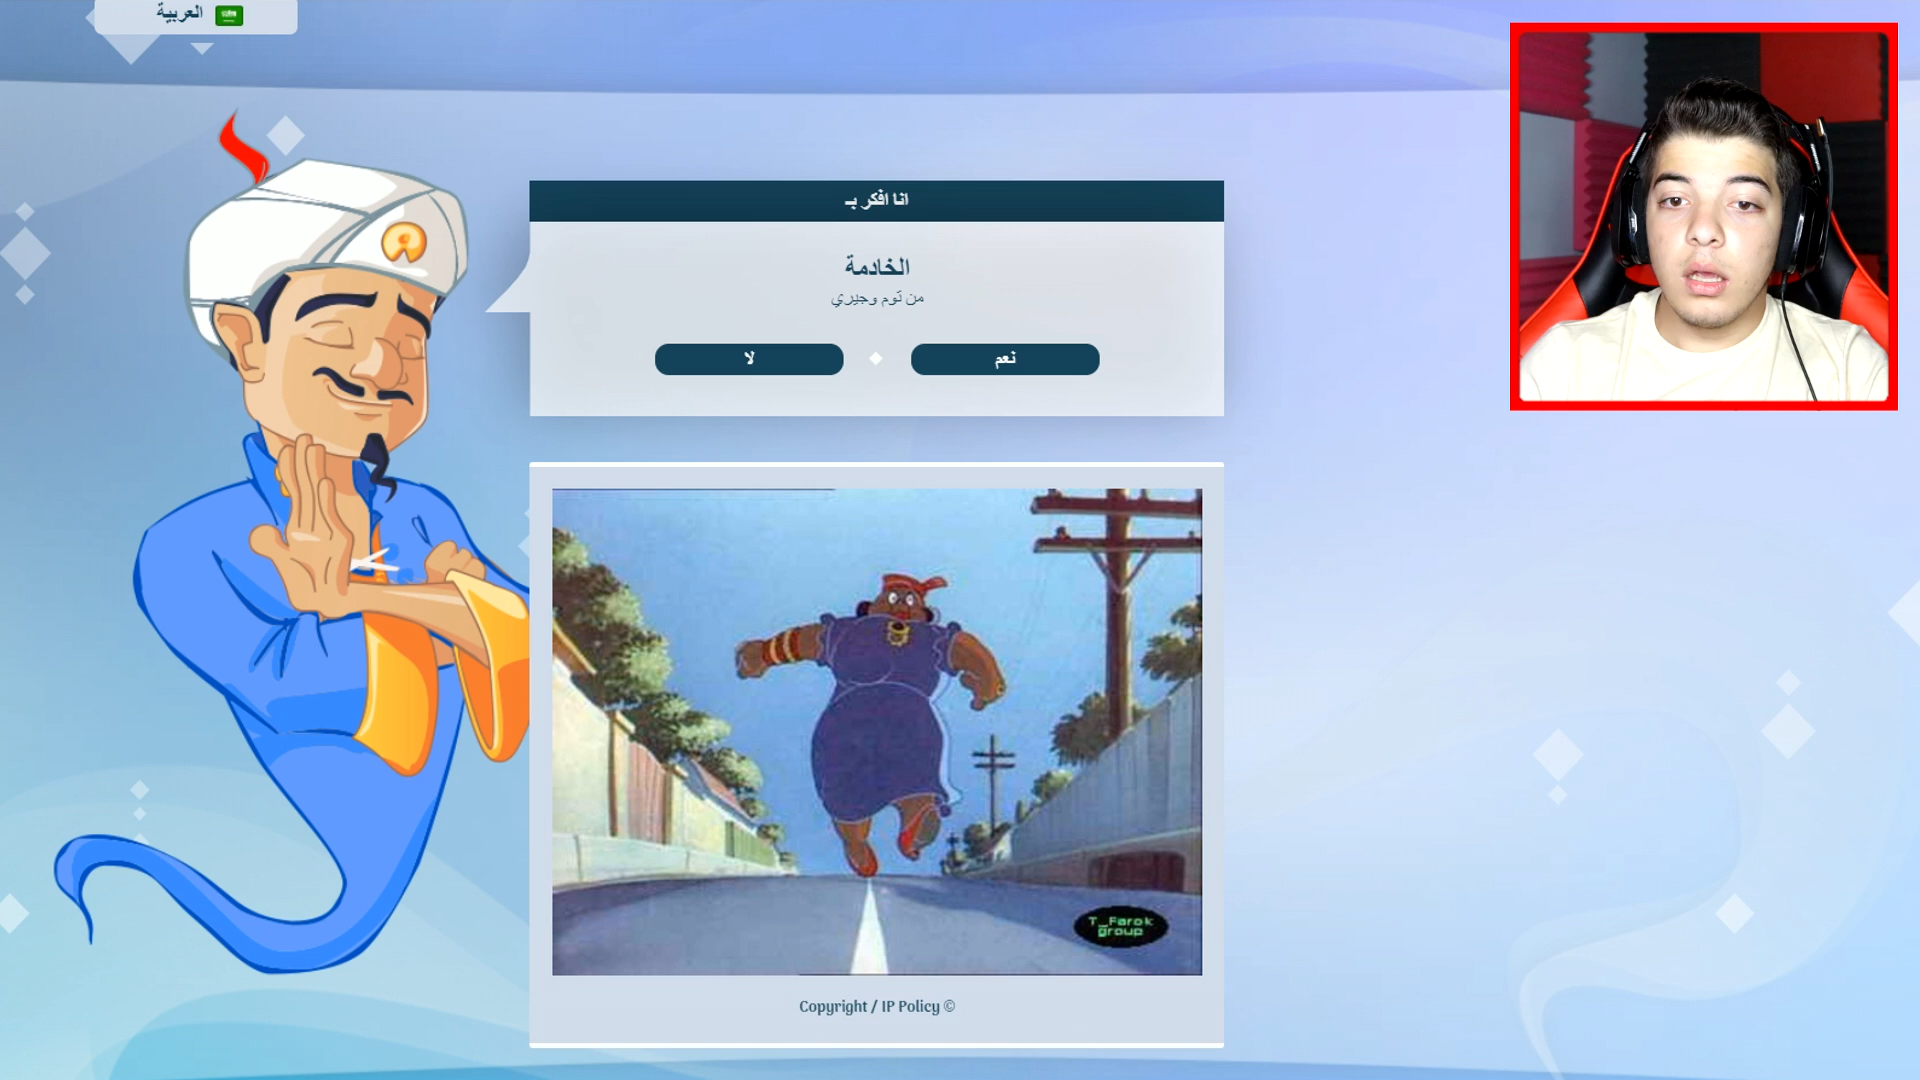 العربية
انا افكر بـ
الخادمة
من توم وجيري
نعم
لا
T_Farok
group
Copyright / IP Policy ©